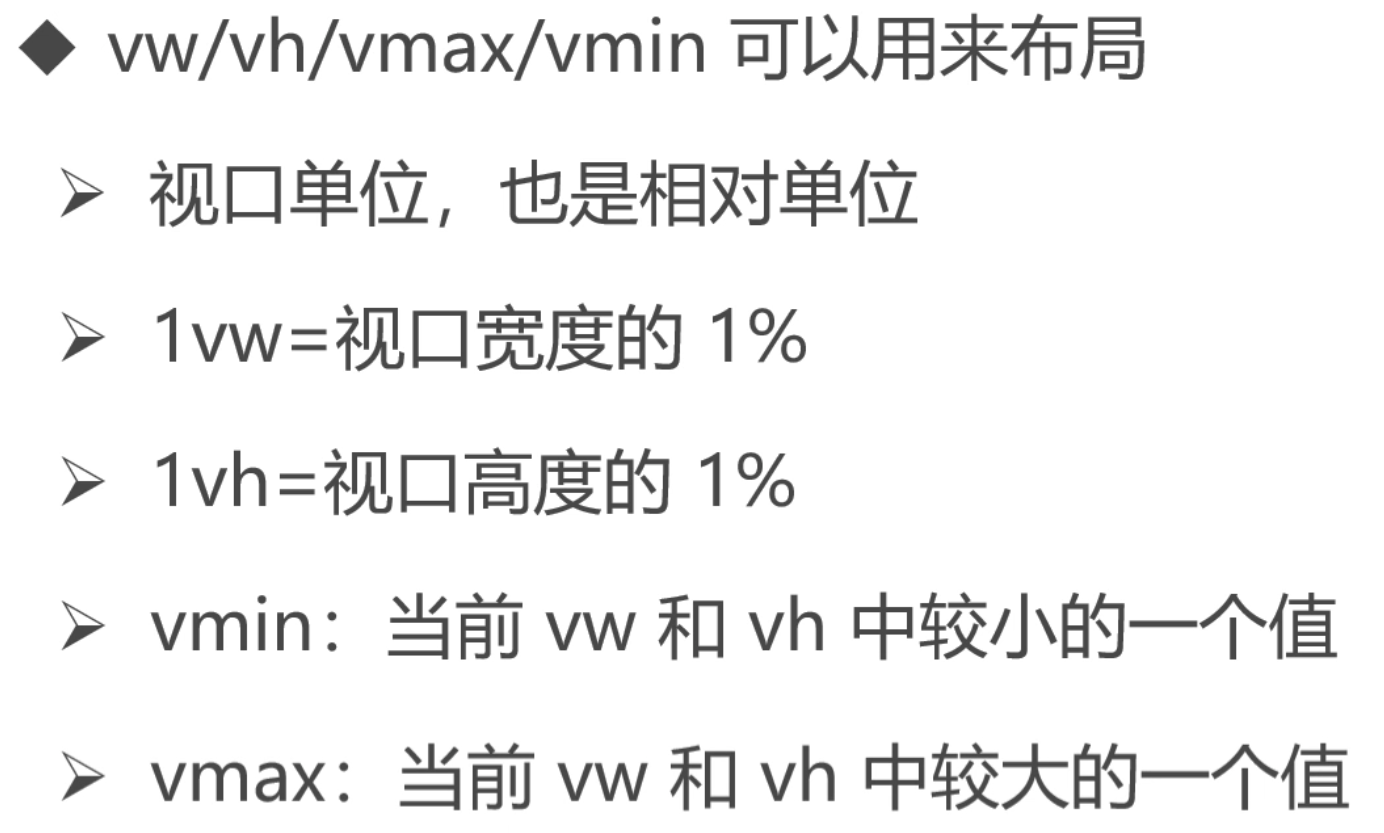 ◆ vw/vh/vmax/vmin 可以用来布局
➢ 视口单位，也是相对单位
➢ 1vw=视口宽度的 1%
➢ 1vh=视口高度的 1%
➢ vmin：当前 vw 和 vh 中较小的一个值
➢ vmax：当前 vw 和 vh 中较大的一个值